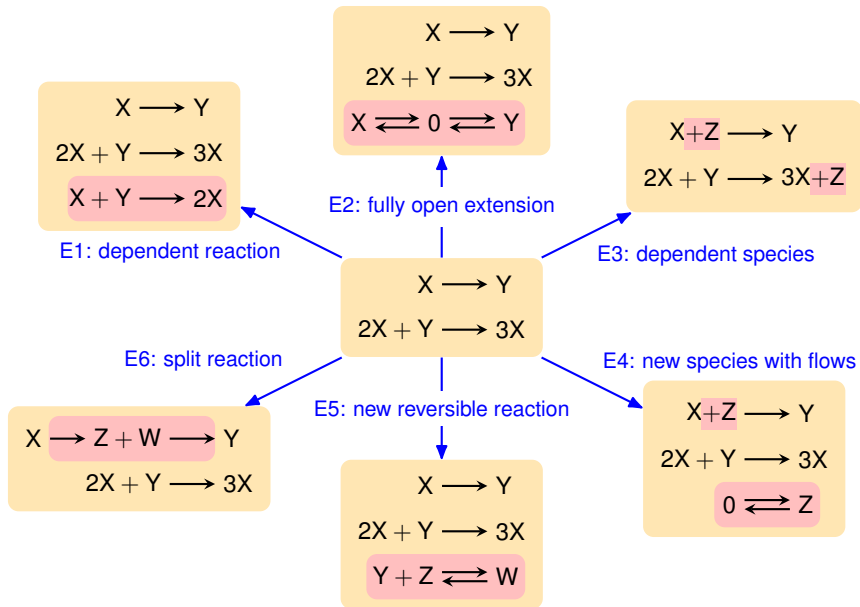 X ⟶ Y
2X + Y ⟶ 3X
X ⇌ 0 ⇌ Y
E2: fully open extension
X ⟶ Y
2X + Y ⟶ 3X
X + Y ⟶ 2X
E1: dependent reaction
X+Z ⟶ Y
2X + Y ⟶ 3X+Z
E3: dependent species
X ⟶ Y
2X + Y ⟶ 3X
E6: split reaction
X ⟶ Z + W ⟶ Y
2X + Y ⟶ 3X
E5: new reversible reaction
X ⟶ Y
2X + Y ⟶ 3X
Y + Z ⇌ W
E4: new species with flows
X+Z ⟶ Y
2X + Y ⟶ 3X
0 ⇌ Z